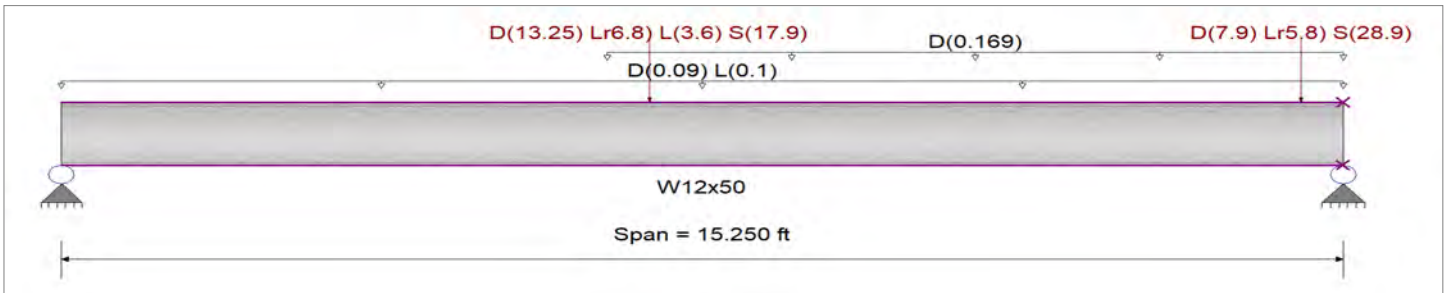 D(13.25) Lr6.8) L(3.6) S(17.9)
D(7.9) Lr5.8) S(28.9)
D(0.169)
D(0.09) L(0.1)
W12x50
Span = 15.250 ft